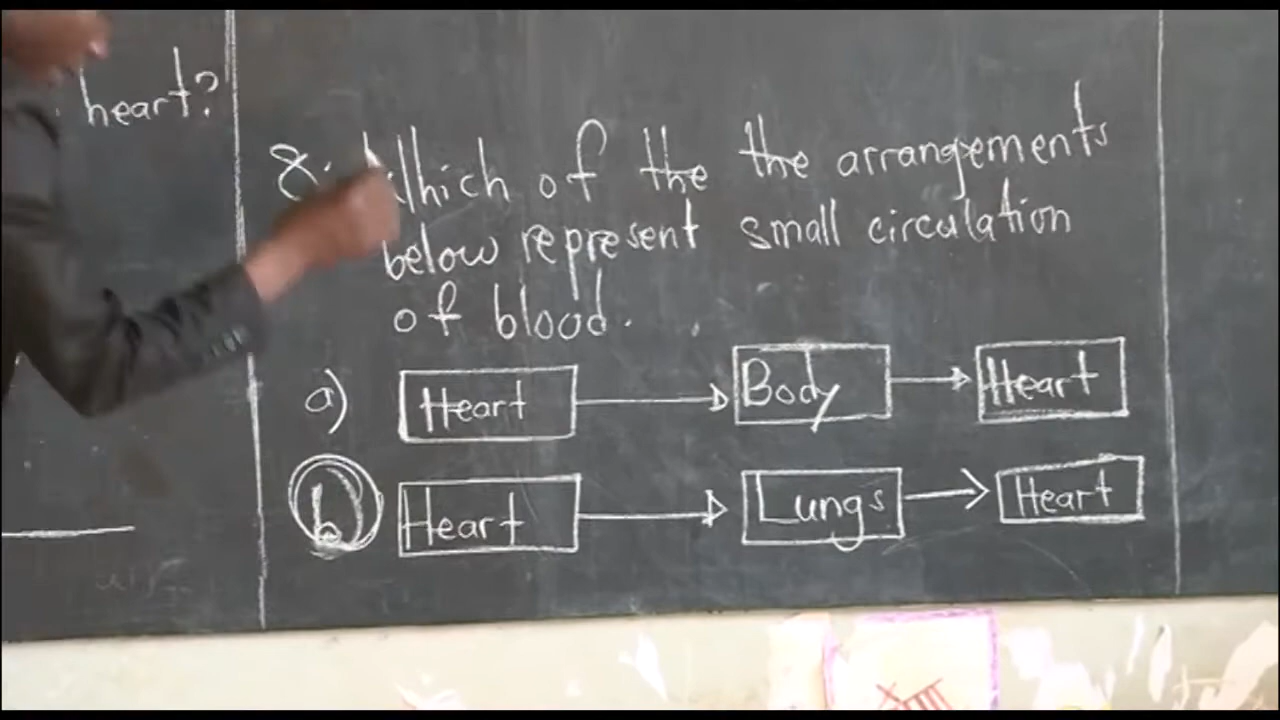 heart?
8. Which of the the arrangements
below represent small circulation
of blood.
a) Heart Body Heart
b Heart Lungs Heart